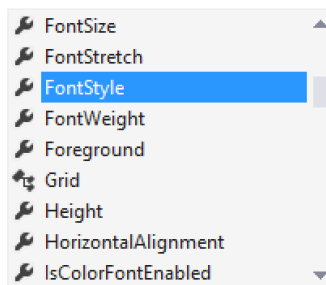 FontSize
FontStretch
FontStyle
FontWeight
Foreground
Grid
Height
HorizontalAlignment
IsColorFontEnabled